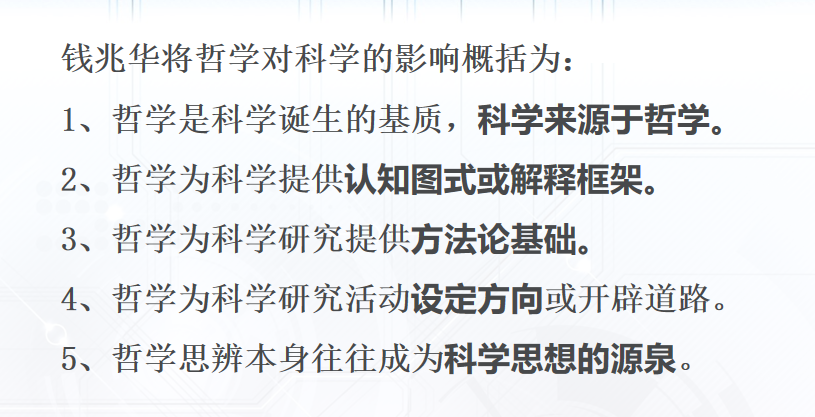 钱兆华将哲学对科学的影响概括为：
1、哲学是科学诞生的基质，科学来源于哲学。
2、哲学为科学提供认知图式或解释框架。
3、哲学为科学研究提供方法论基础。
4、哲学为科学研究活动设定方向或开辟道路。
5、哲学思辨本身往往成为科学思想的源泉。